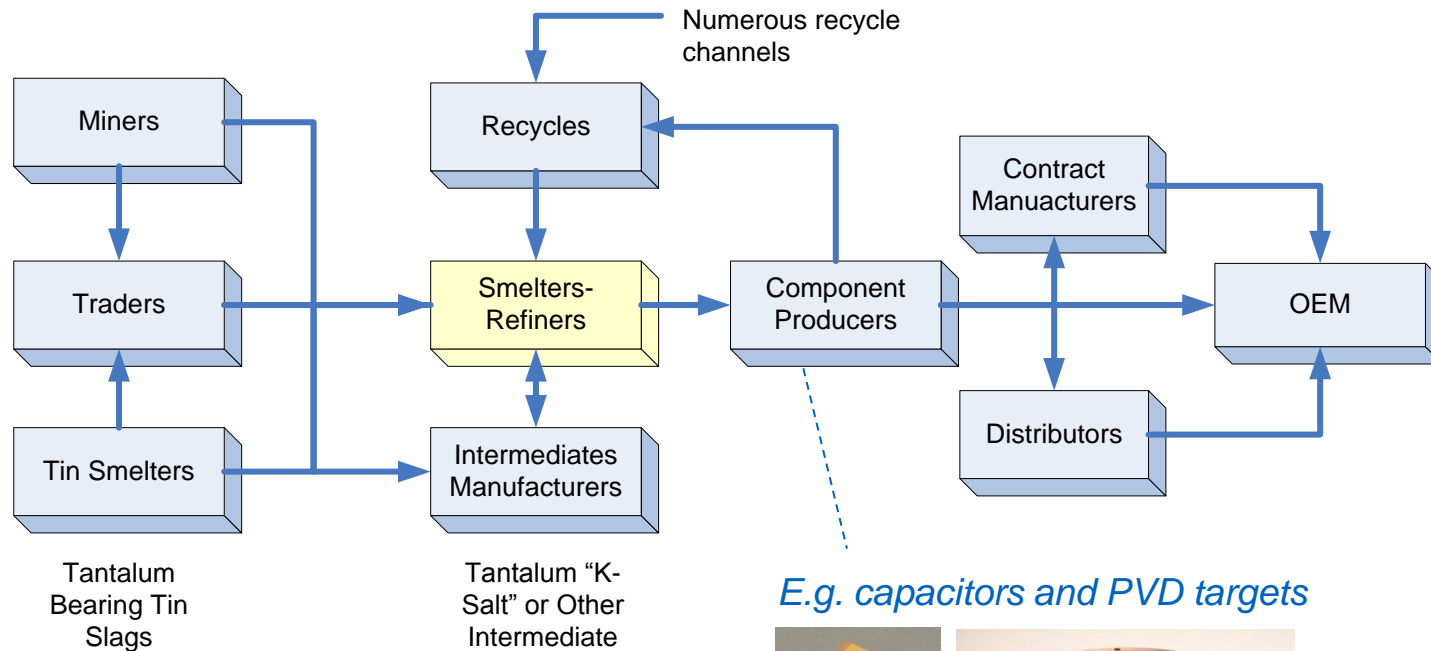 Numerous recycle
channels
Miners
Recycles
Contract
Manuacturers
Traders
Smelters-
Refiners
Component
Producers
OEM
Tin Smelters
Intermediates
Manufacturers
Distributors
Tantalum
Bearing Tin
Slags
Tantalum “K-
Salt” or Other
Intermediate
E.g. capacitors and PVD targets